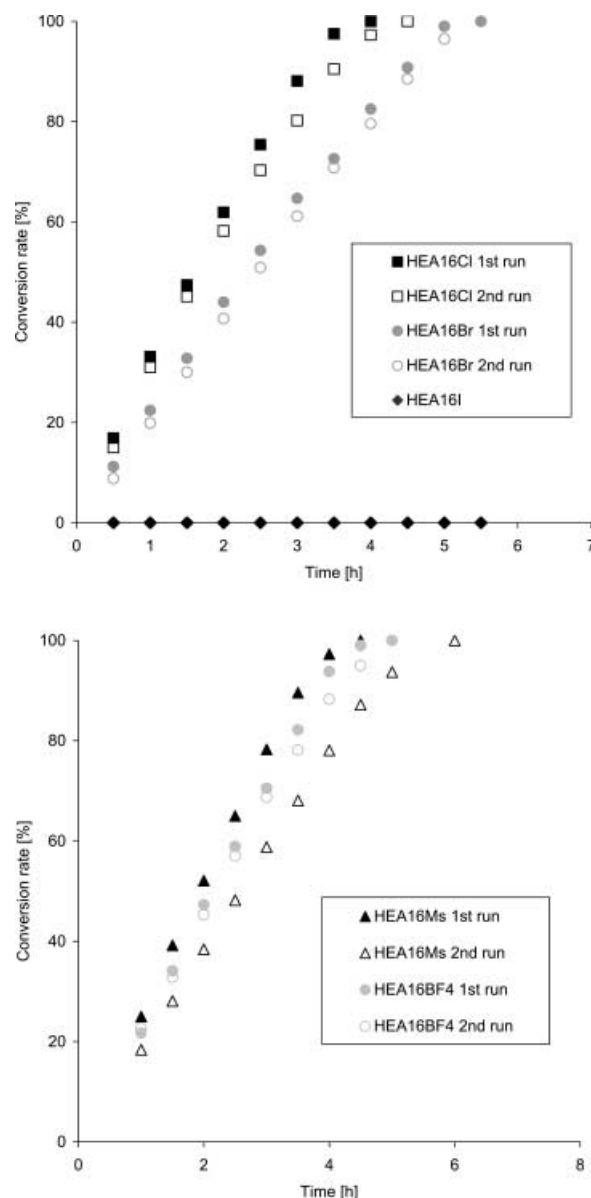 100
80
60
40
20
0
Conversion rate [%]
HEA16Cl 1st run
HEA16Cl 2nd run
HEA16Br 1st run
HEA16Br 2nd run
HEA16I
0 1 2 3 4 5 6 7
Time [h]
100
80
60
40
20
0
Conversion rate [%]
HEA16Ms 1st run
HEA16Ms 2nd run
HEA16BF4 1st run
HEA16BF4 2nd run
0 2 4 6 8
Time [h]